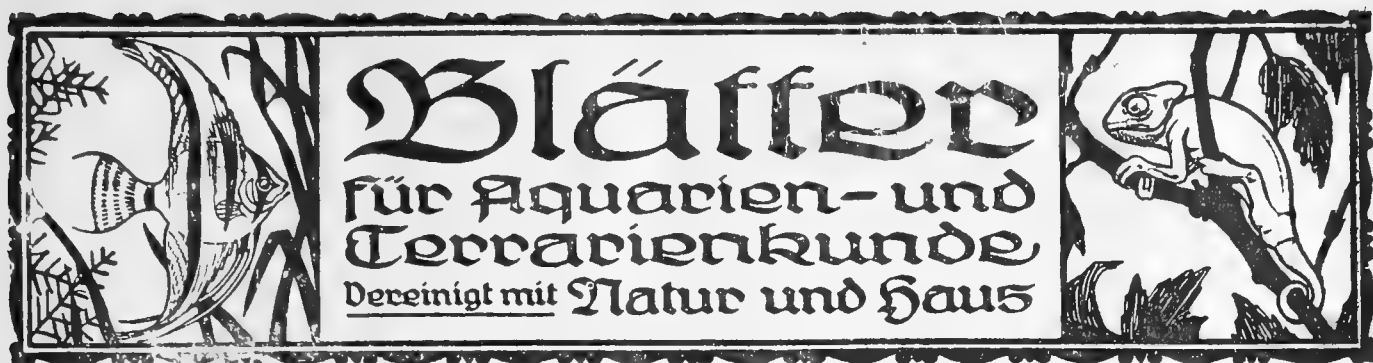 Blätter
für Aquarien- und
Terrarienkunde
Vereinigt mit Natur und Haus